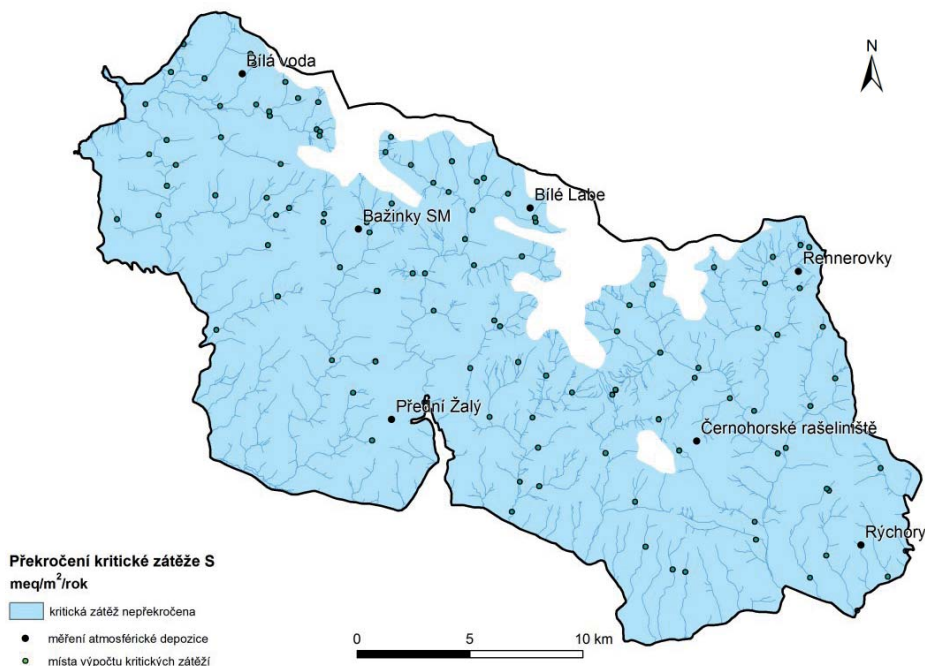 N
Bílá voda
Bílé Labe
Bažinky SM
Rennerovky
Přední Žalý
Černohorské rašeliniště
Rýchory
Překročení kritické zátěže S
meq/m²/rok
kritická zátěž nepřekročena
měření atmosférické depozice
místa výpočtu kritických zátěží
0 5 10 km